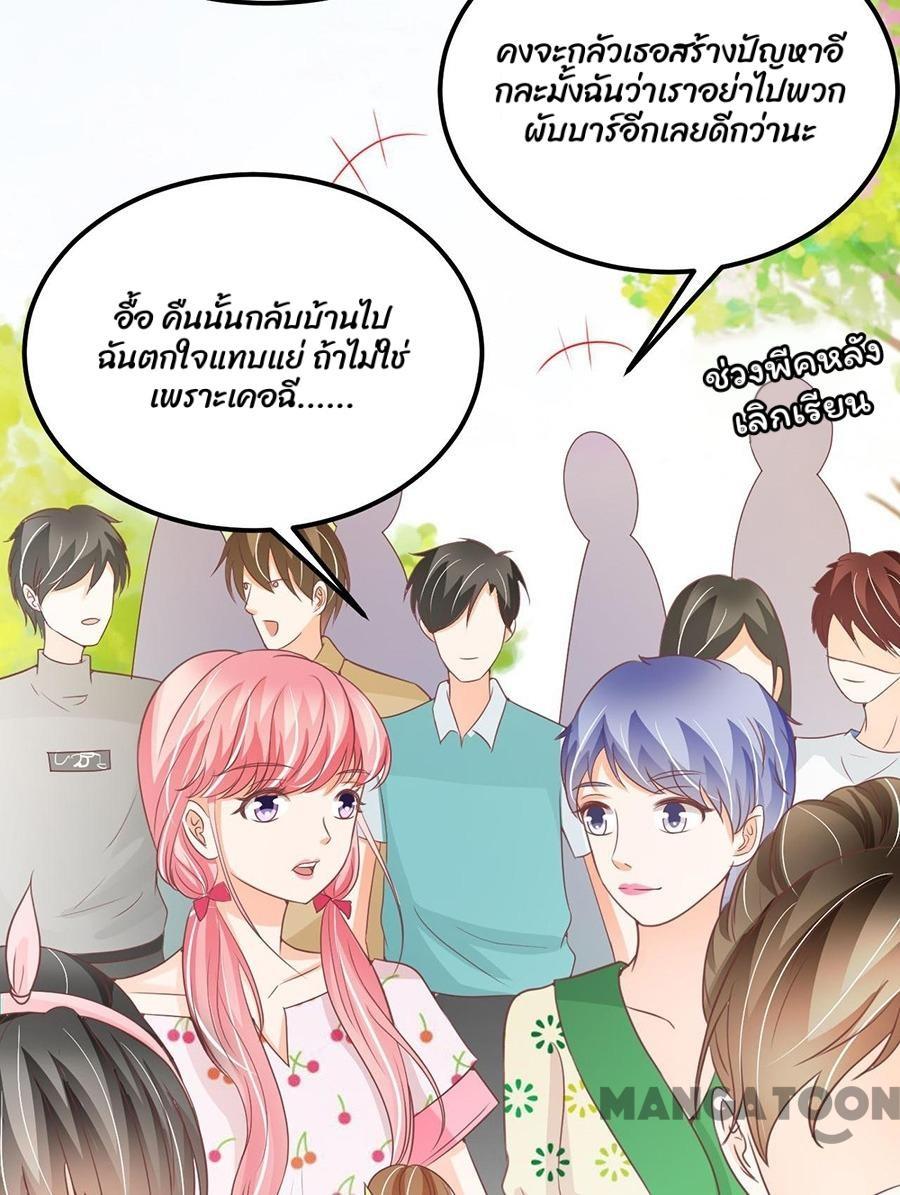 คงจะกลัวเธอสร้างปัญหาอี
กละมั้งฉันว่าเราอย่าไปพวก
ผับบาร์อีกเลยดีกว่านะ
อื้อ คืนนั้นกลับบ้านไป
ฉันตกใจแทบแย่ ถ้าไม่ใช่
เพราะเคอฉี......
ช่วงพีคหลัง
เลิกเรียน
MANGATOON